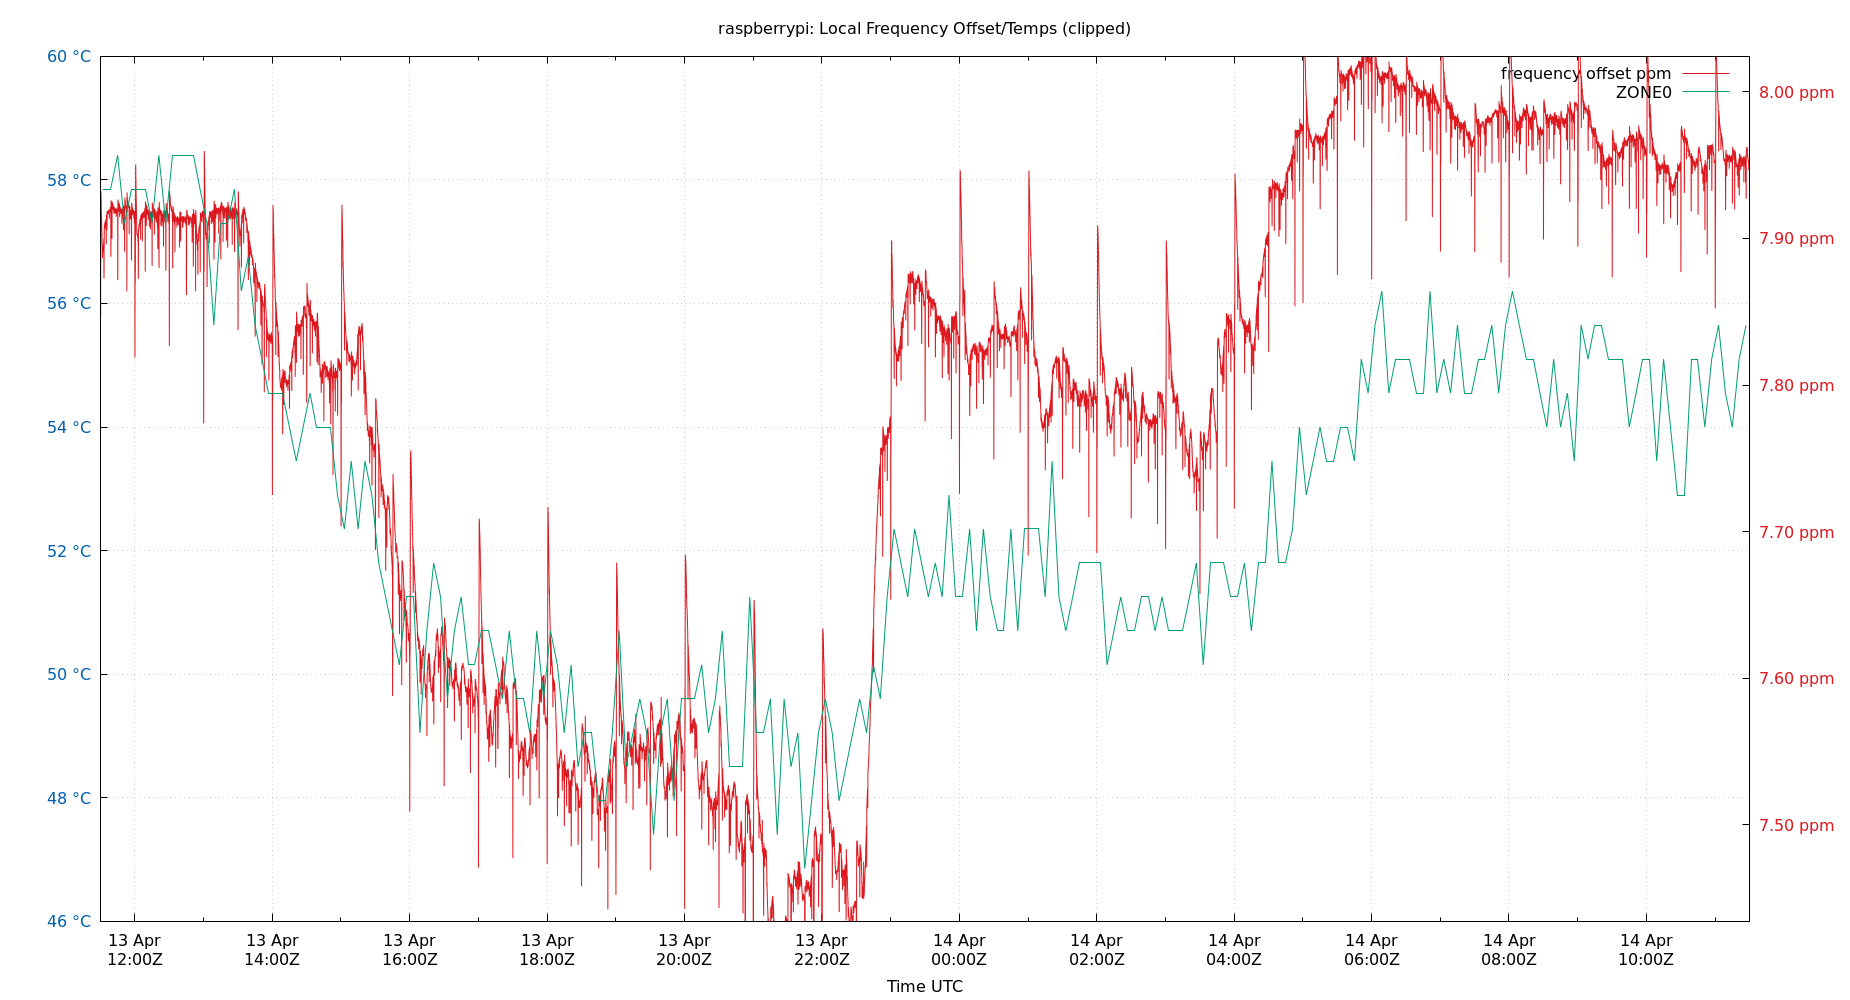 raspberrypi: Local Frequency Offset/Temps (clipped)
60 °C
58 °C
56 °C
54 °C
52 °C
50 °C
48 °C
46 °C
frequency offset ppm
ZONE0
8.00 ppm
7.90 ppm
7.80 ppm
7.70 ppm
7.60 ppm
7.50 ppm
13 Apr
12:00Z
13 Apr
14:00Z
13 Apr
16:00Z
13 Apr
18:00Z
13 Apr
20:00Z
13 Apr
22:00Z
14 Apr
00:00Z
14 Apr
02:00Z
14 Apr
04:00Z
14 Apr
06:00Z
14 Apr
08:00Z
14 Apr
10:00Z
Time UTC